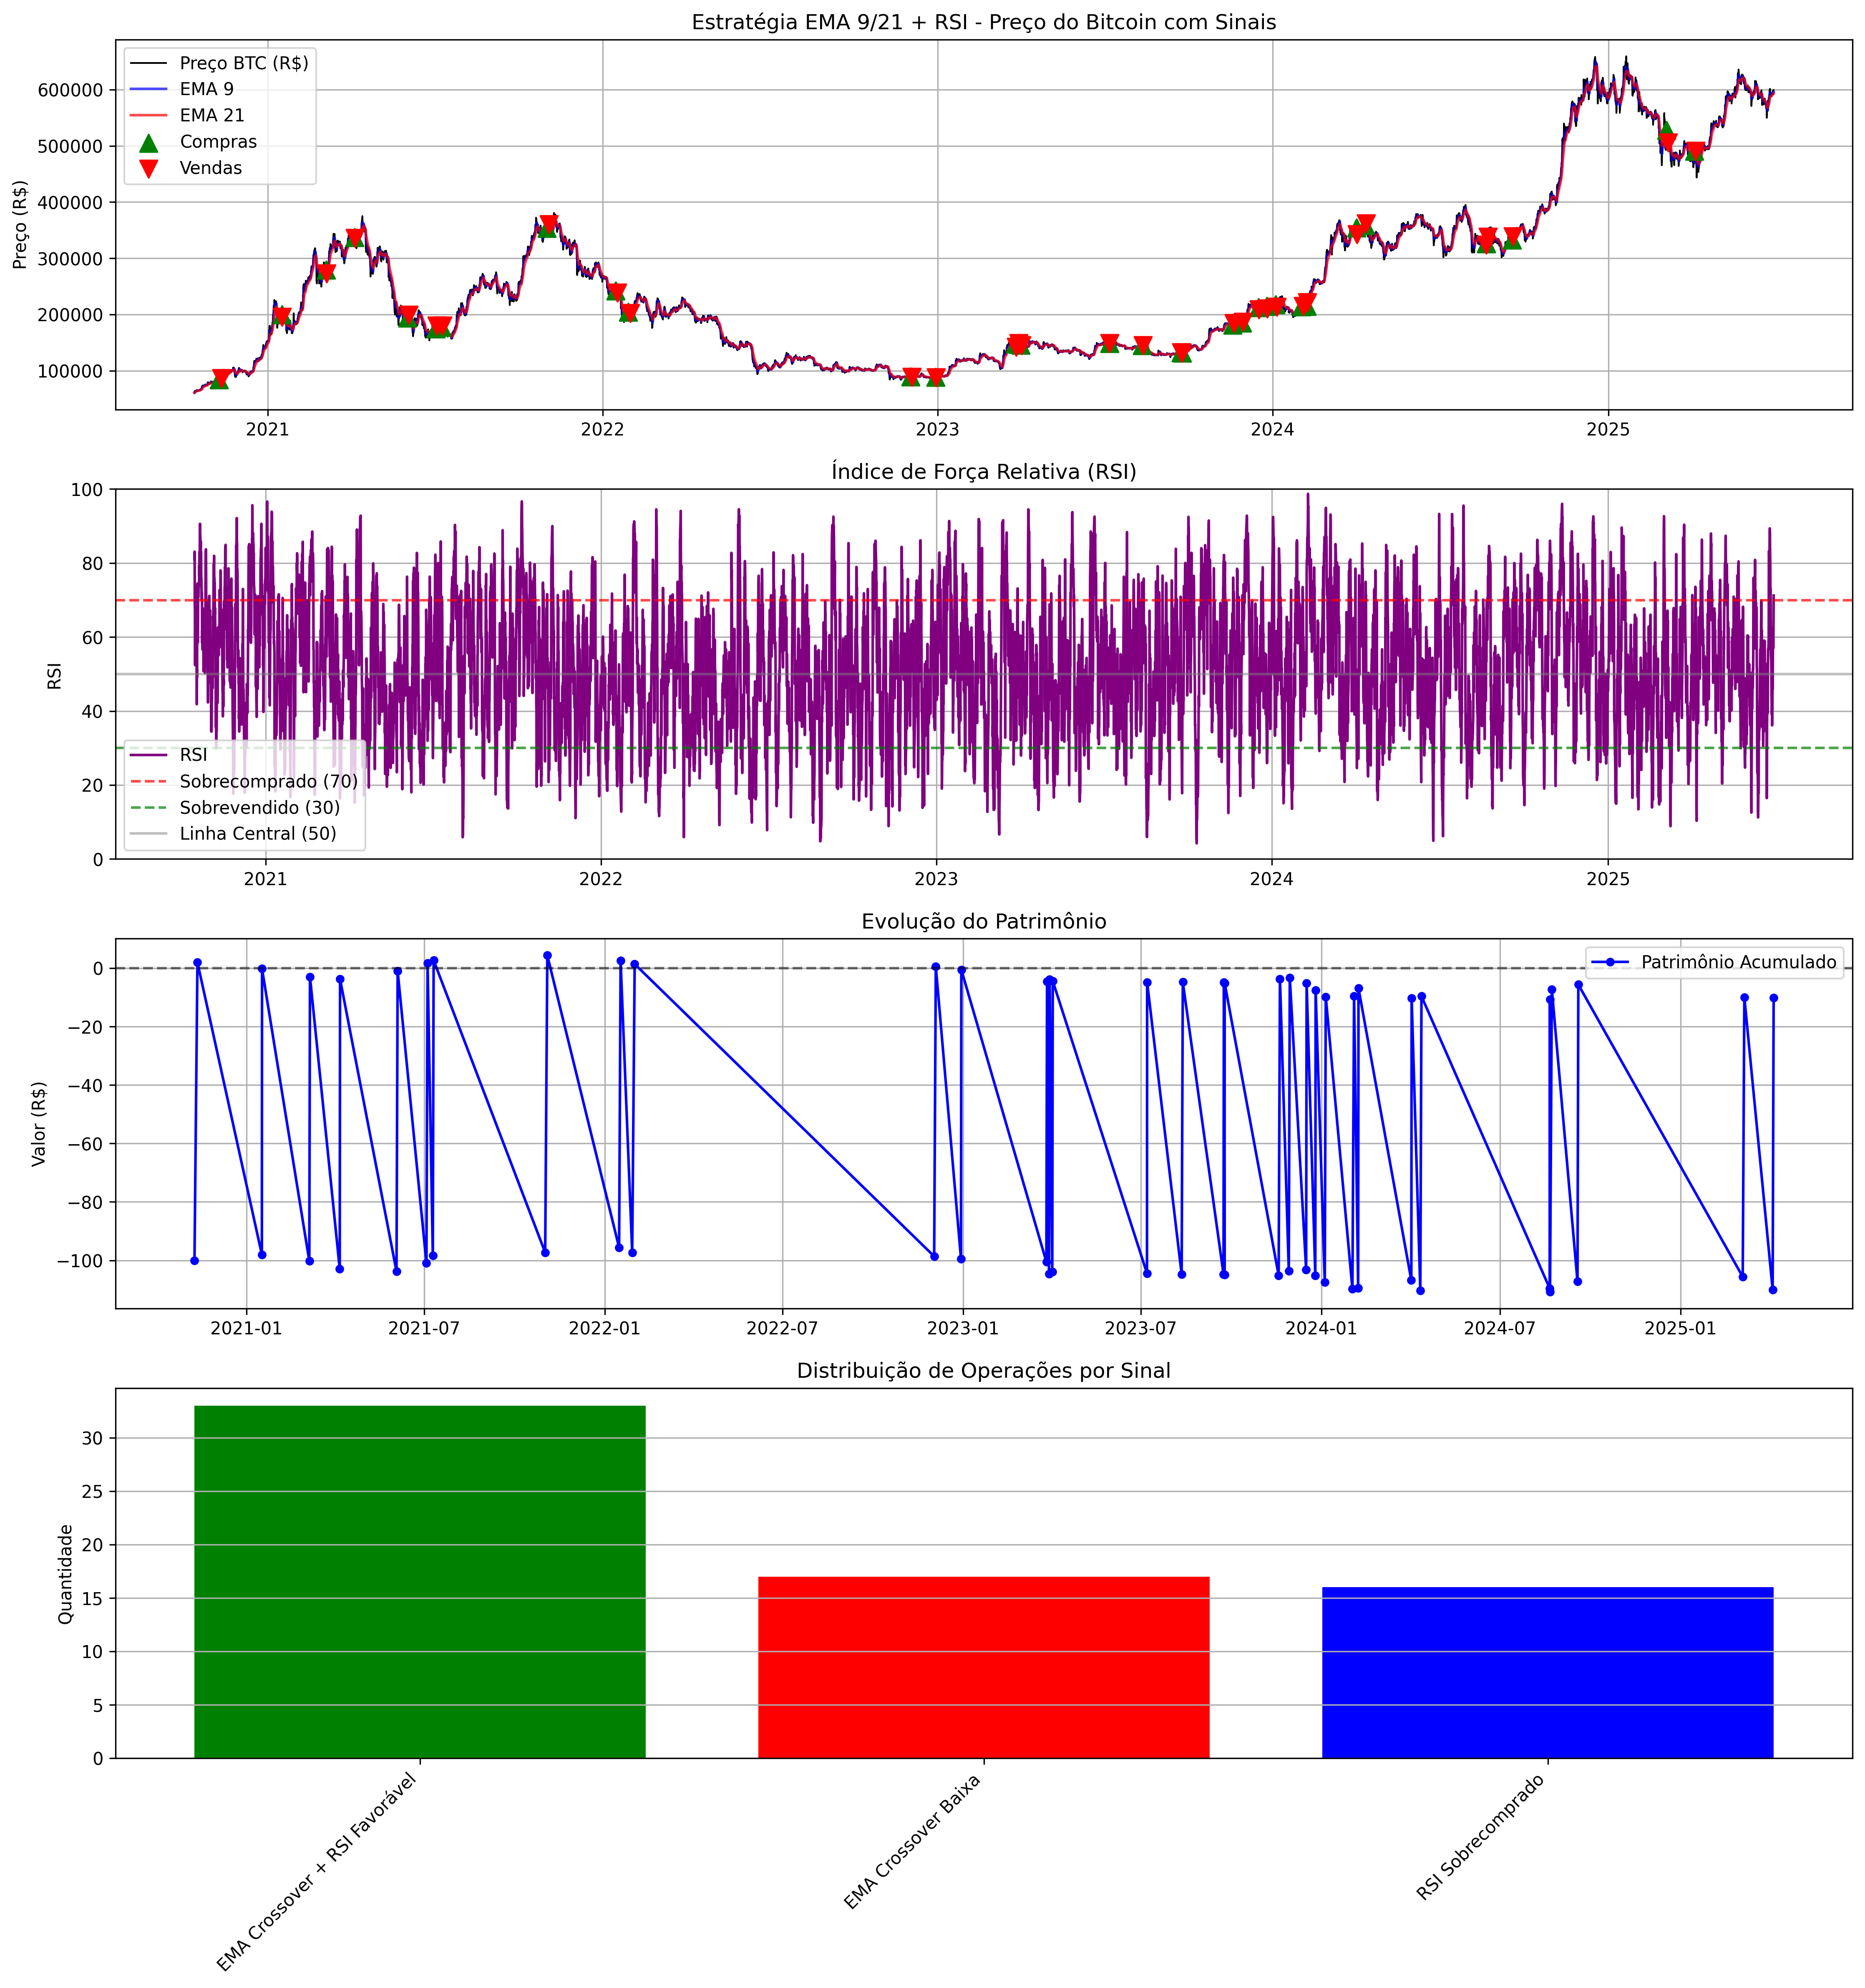 Estratégia EMA 9/21 + RSI - Preço do Bitcoin com Sinais
Preço (R$)
600000
500000
400000
300000
200000
100000
Preço BTC (R$)
EMA 9
EMA 21
Compras
Vendas
2021 2022 2023 2024 2025
Índice de Força Relativa (RSI)
RSI
100
80
60
40
20
0
RSI
Sobrecomprado (70)
Sobrevendido (30)
Linha Central (50)
2021 2022 2023 2024 2025
Evolução do Patrimônio
Valor (R$)
0
−20
−40
−60
−80
−100
Patrimônio Acumulado
2021-01 2021-07 2022-01 2022-07 2023-01 2023-07 2024-01 2024-07 2025-01
Distribuição de Operações por Sinal
Quantidade
30
25
20
15
10
5
0
EMA Crossover + RSI Favorável
EMA Crossover Baixa
RSI Sobrecomprado